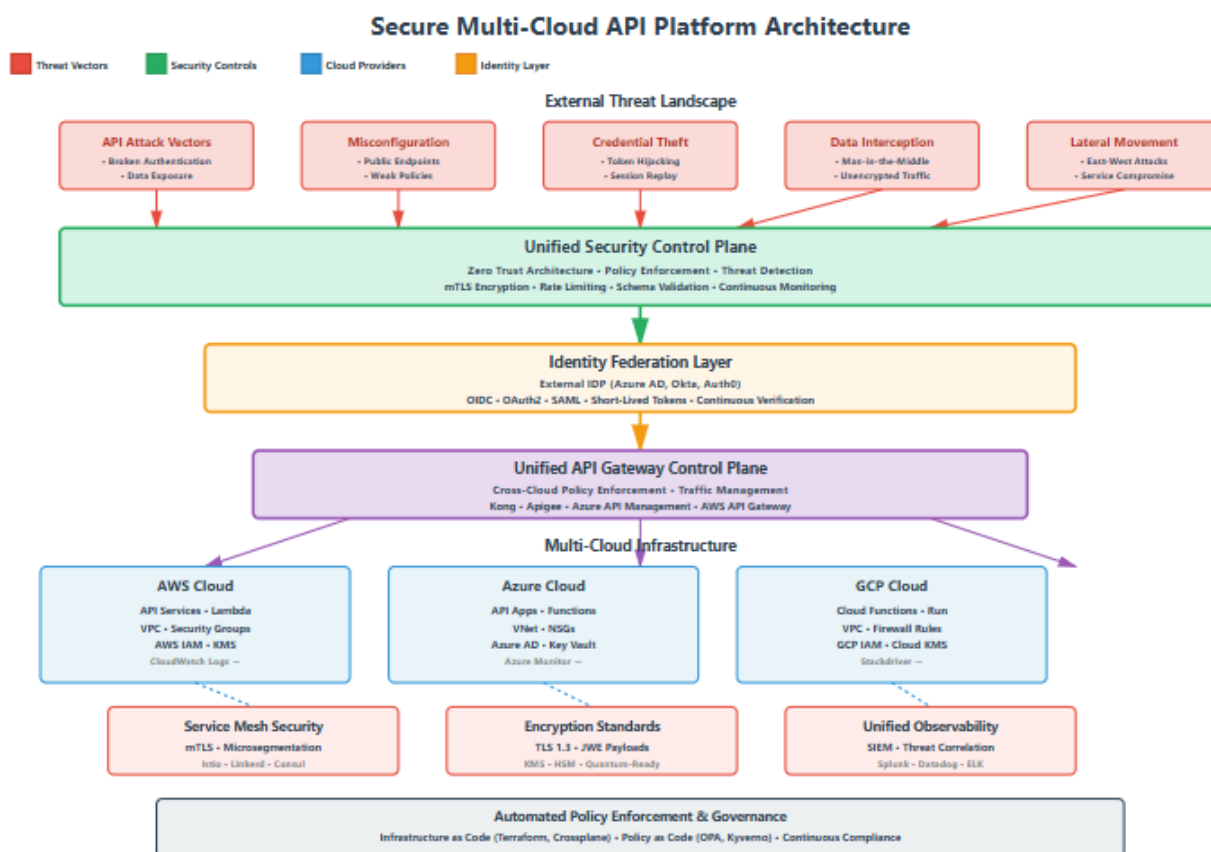 Secure Multi-Cloud API Platform Architecture
Threat Vectors
Security Controls
Cloud Providers
Identity Layer
External Threat Landscape
API Attack Vectors
• Broken Authentication
• Data Exposure
Misconfiguration
• Public Endpoints
• Weak Policies
Credential Theft
• Token Hijacking
• Session Replay
Data Interception
• Man-in-the-Middle
• Unencrypted Traffic
Lateral Movement
• East-West Attacks
• Service Compromise
Unified Security Control Plane
Zero Trust Architecture • Policy Enforcement • Threat Detection
mTLS Encryption • Rate Limiting • Schema Validation • Continuous Monitoring
Identity Federation Layer
External IDP (Azure AD, Okta, Auth0)
OIDC • OAuth2 • SAML • Short-Lived Tokens • Continuous Verification
Unified API Gateway Control Plane
Cross-Cloud Policy Enforcement • Traffic Management
Kong • Apigee • Azure API Management • AWS API Gateway
Multi-Cloud Infrastructure
AWS Cloud
API Services • Lambda
VPC • Security Groups
AWS IAM • KMS
CloudWatch Logs →
Azure Cloud
API Apps • Functions
VNet • NSGs
Azure AD • Key Vault
Azure Monitor →
GCP Cloud
Cloud Functions • Run
VPC • Firewall Rules
GCP IAM • Cloud KMS
Stackdriver →
Service Mesh Security
mTLS • Microsegmentation
Istio • Linkerd • Consul
Encryption Standards
TLS 1.3 • JWE Payloads
KMS • HSM • Quantum-Ready
Unified Observability
SIEM • Threat Correlation
Splunk • Datadog • ELK
Automated Policy Enforcement & Governance
Infrastructure as Code (Terraform, Crossplane) • Policy as Code (OPA, Kyverno) • Continuous Compliance